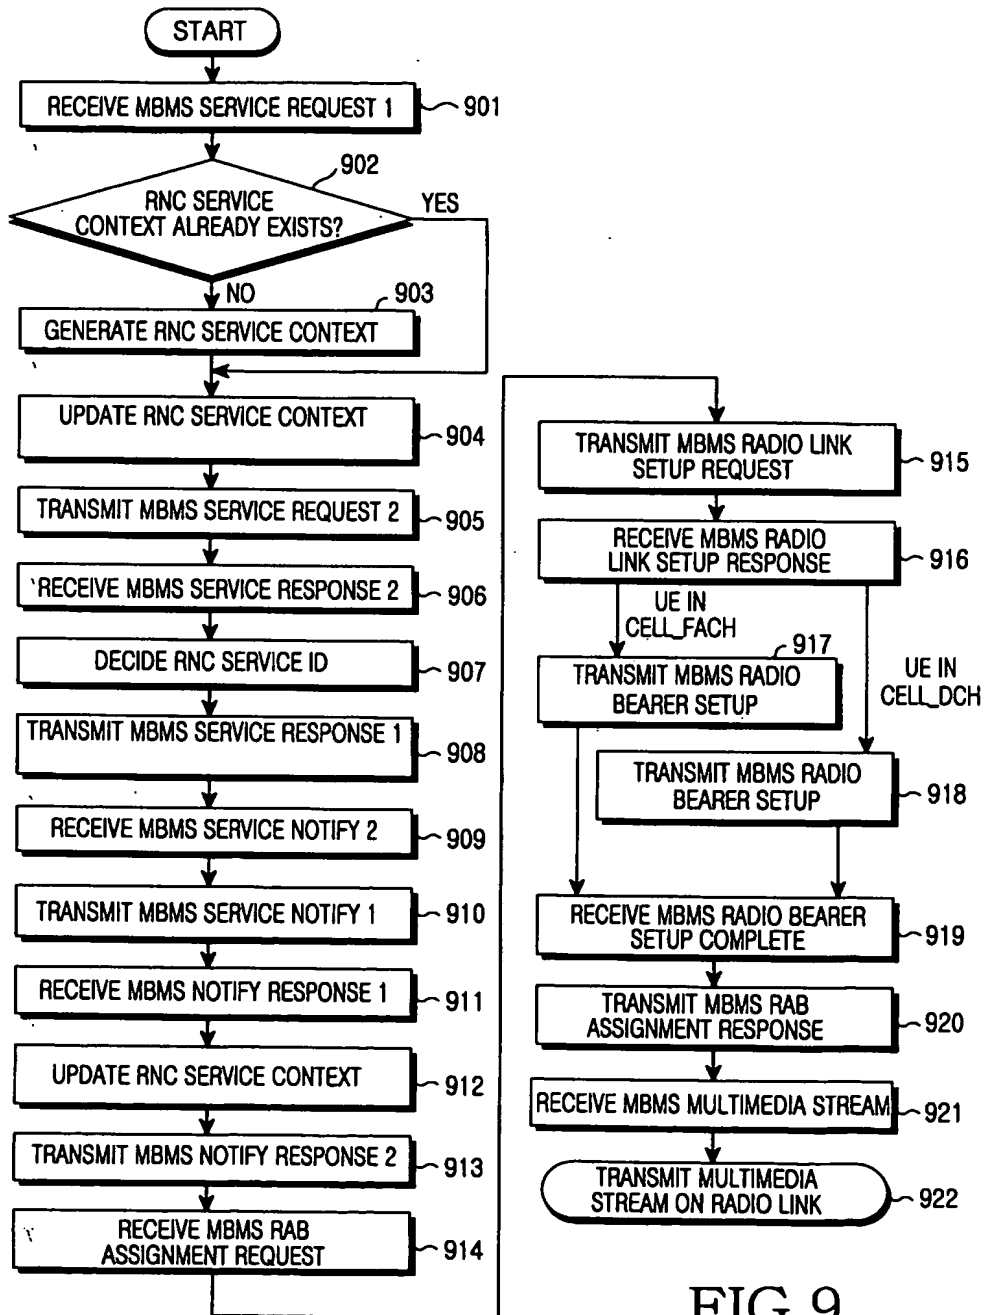 START
RECEIVE MBMS SERVICE REQUEST 1
901
902
RNC SERVICE
CONTEXT ALREADY EXISTS?
YES
NO
903
GENERATE RNC SERVICE CONTEXT
UPDATE RNC SERVICE CONTEXT
904
TRANSMIT MBMS SERVICE REQUEST 2
905
RECEIVE MBMS SERVICE RESPONSE 2
906
DECIDE RNC SERVICE ID
907
TRANSMIT MBMS SERVICE RESPONSE 1
908
RECEIVE MBMS SERVICE NOTIFY 2
909
TRANSMIT MBMS SERVICE NOTIFY 1
910
RECEIVE MBMS NOTIFY RESPONSE 1
911
UPDATE RNC SERVICE CONTEXT
912
TRANSMIT MBMS NOTIFY RESPONSE 2
913
RECEIVE MBMS RAB
ASSIGNMENT REQUEST
914
TRANSMIT MBMS RADIO LINK
SETUP REQUEST
915
RECEIVE MBMS RADIO
LINK SETUP RESPONSE
916
UE IN
CELL_FACH
917
TRANSMIT MBMS RADIO
BEARER SETUP
UE IN
CELL_DCH
TRANSMIT MBMS RADIO
BEARER SETUP
918
RECEIVE MBMS RADIO BEARER
SETUP COMPLETE
919
TRANSMIT MBMS RAB
ASSIGNMENT RESPONSE
920
RECEIVE MBMS MULTIMEDIA STREAM
921
TRANSMIT MULTIMEDIA
STREAM ON RADIO LINK
922
FIG.9